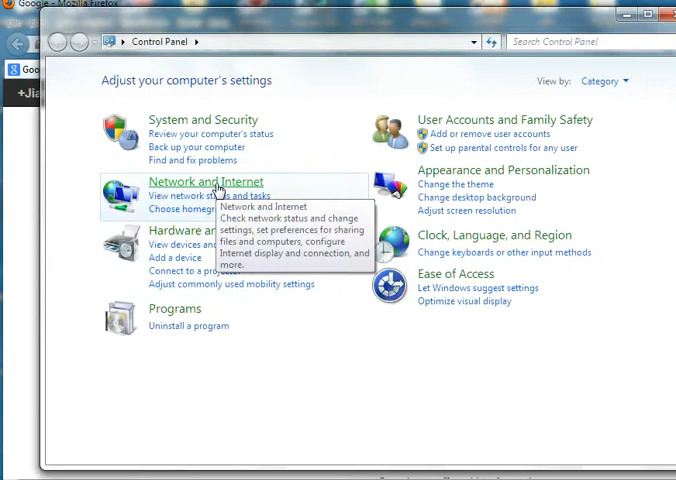 Google - Mozilla Firefox
Control Panel
Search Control Panel
Goo
+Jia
Adjust your computer's settings
View by: Category
System and Security
Review your computer's status
Back up your computer
Find and fix problems
Network and Internet
View network status and tasks
Choose homegr
Network and Internet
Check network status and change
settings, set preferences for sharing
files and computers, configure
Internet display and connection, and
more.
Hardware an
View devices an
Add a device
Connect to a proje
Adjust commonly used mobility settings
Programs
Uninstall a program
User Accounts and Family Safety
Add or remove user accounts
Set up parental controls for any user
Appearance and Personalization
Change the theme
Change desktop background
Adjust screen resolution
Clock, Language, and Region
Change keyboards or other input methods
Ease of Access
Let Windows suggest settings
Optimize visual display